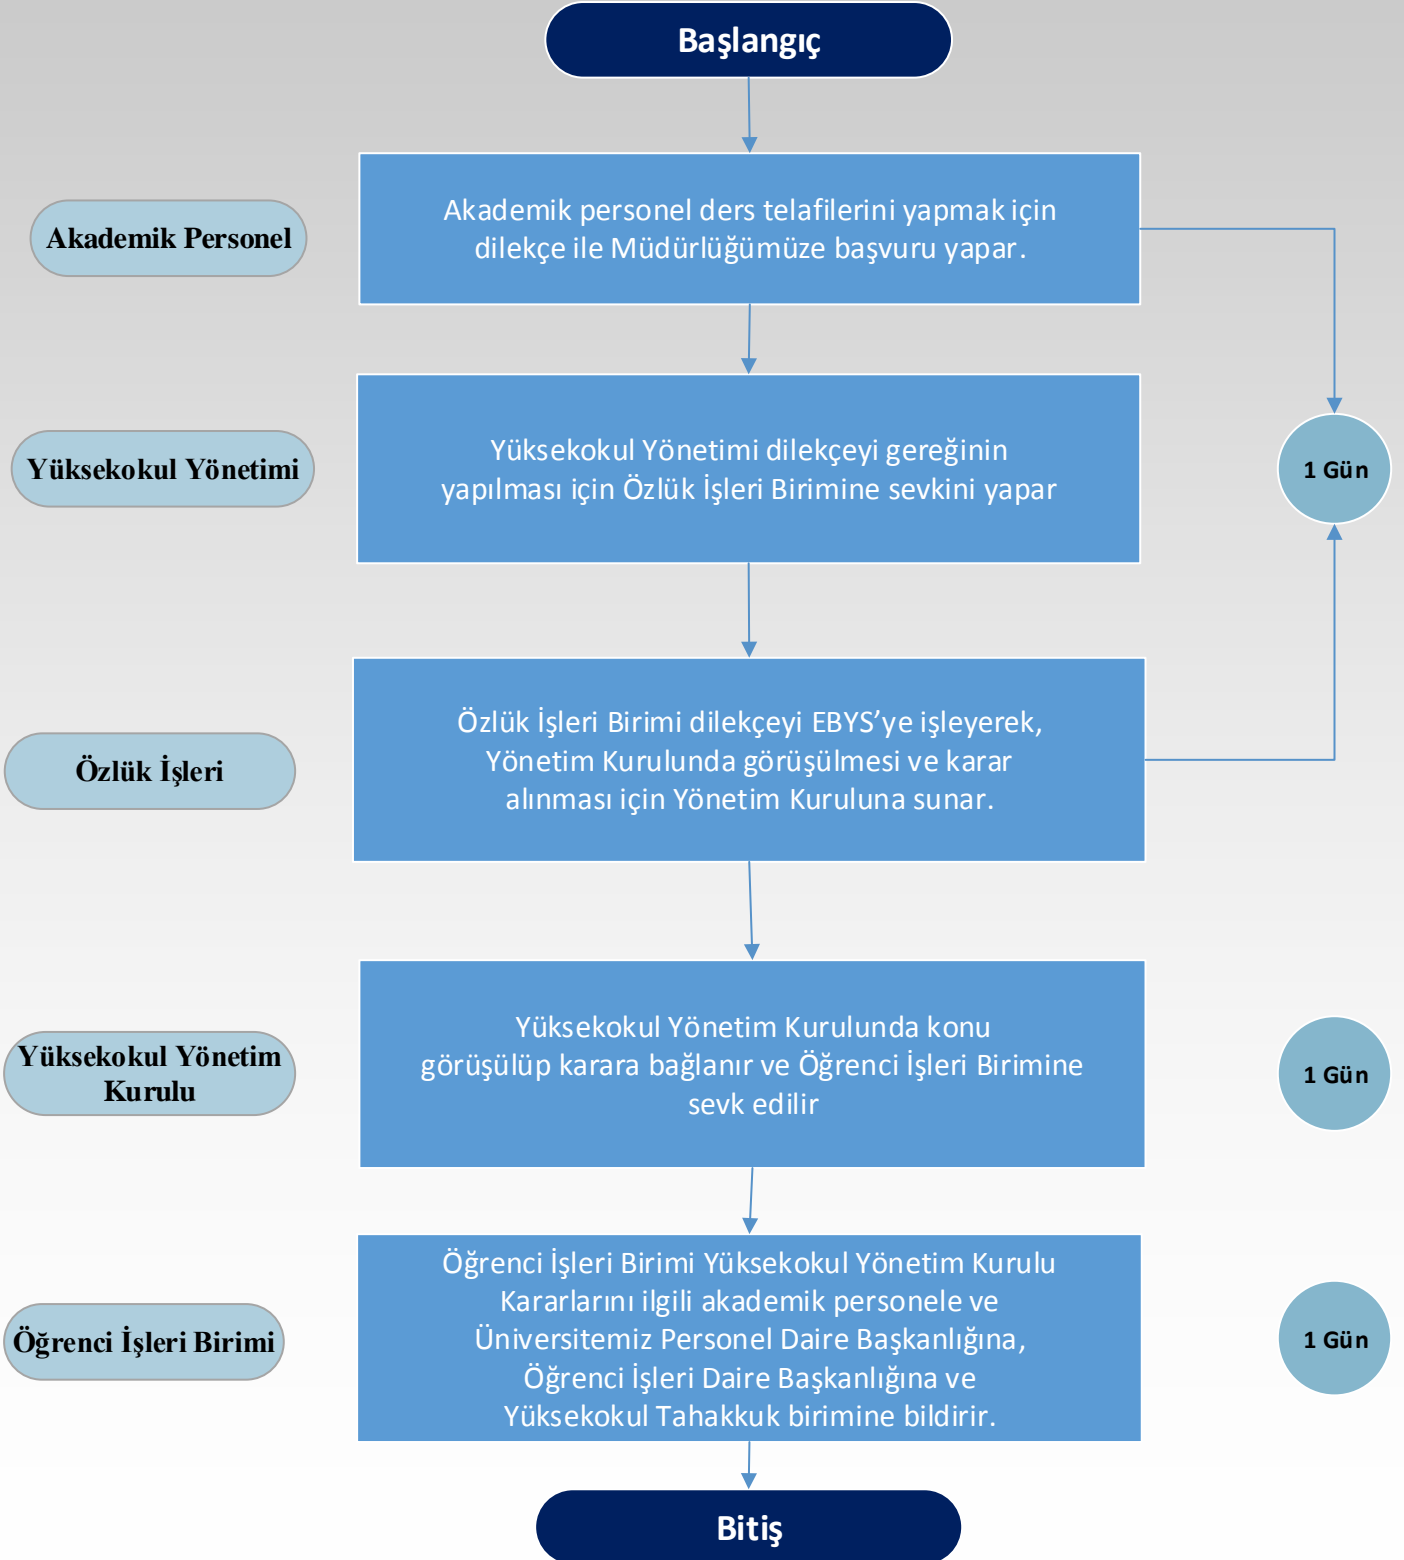 Başlangıç
Akademik Personel
Akademik personel ders telafilerini yapmak için
dilekçe ile Müdürlüğümüze başvuru yapar.
Yüksekokul Yönetimi
Yüksekokul Yönetimi dilekçeyi gereğinin
yapılması için Özlük İşleri Birimine sevkini yapar
1 Gün
Özlük İşleri
Özlük İşleri Birimi dilekçeyi EBYS’ye işleyerek,
Yönetim Kurulunda görüşülmesi ve karar
alınması için Yönetim Kuruluna sunar.
Yüksekokul Yönetim
Kurulu
Yüksekokul Yönetim Kurulunda konu
görüşülüp karara bağlanır ve Öğrenci İşleri Birimine
sevk edilir
1 Gün
Öğrenci İşleri Birimi
Öğrenci İşleri Birimi Yüksekokul Yönetim Kurulu
Kararlarını ilgili akademik personele ve
Üniversitemiz Personel Daire Başkanlığına,
Öğrenci İşleri Daire Başkanlığına ve
Yüksekokul Tahakkuk birimine bildirir.
1 Gün
Bitiş